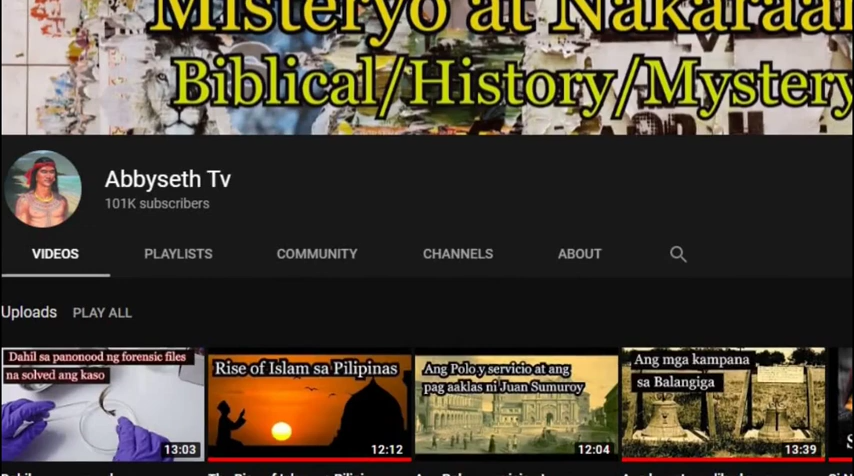 Misteryo at Nakaraan
Biblical/History/Mystery
Abbyseth Tv
101K subscribers
VIDEOS PLAYLISTS COMMUNITY CHANNELS ABOUT
Uploads PLAY ALL
Dahil sa panonood ng forensic files
na solved ang kaso
13:03
Rise of Islam sa Pilipinas
12:12
Ang Polo y servicio at ang
pag aaklas ni Juan Sumuroy
12:04
Ang mga kampana
sa Balangiga
13:39